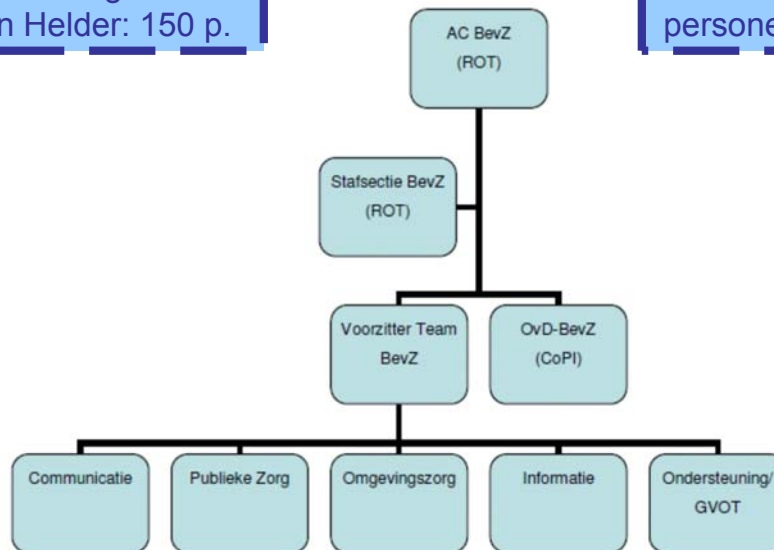 n Helder: 150 p.
persone
AC BevZ
(ROT)
Stafsectie BevZ
(ROT)
Voorzitter Team
BevZ
OvD-BevZ
(CoPI)
Communicatie
Publieke Zorg
Omgevingszorg
Informatie
Ondersteuning/
GVOT